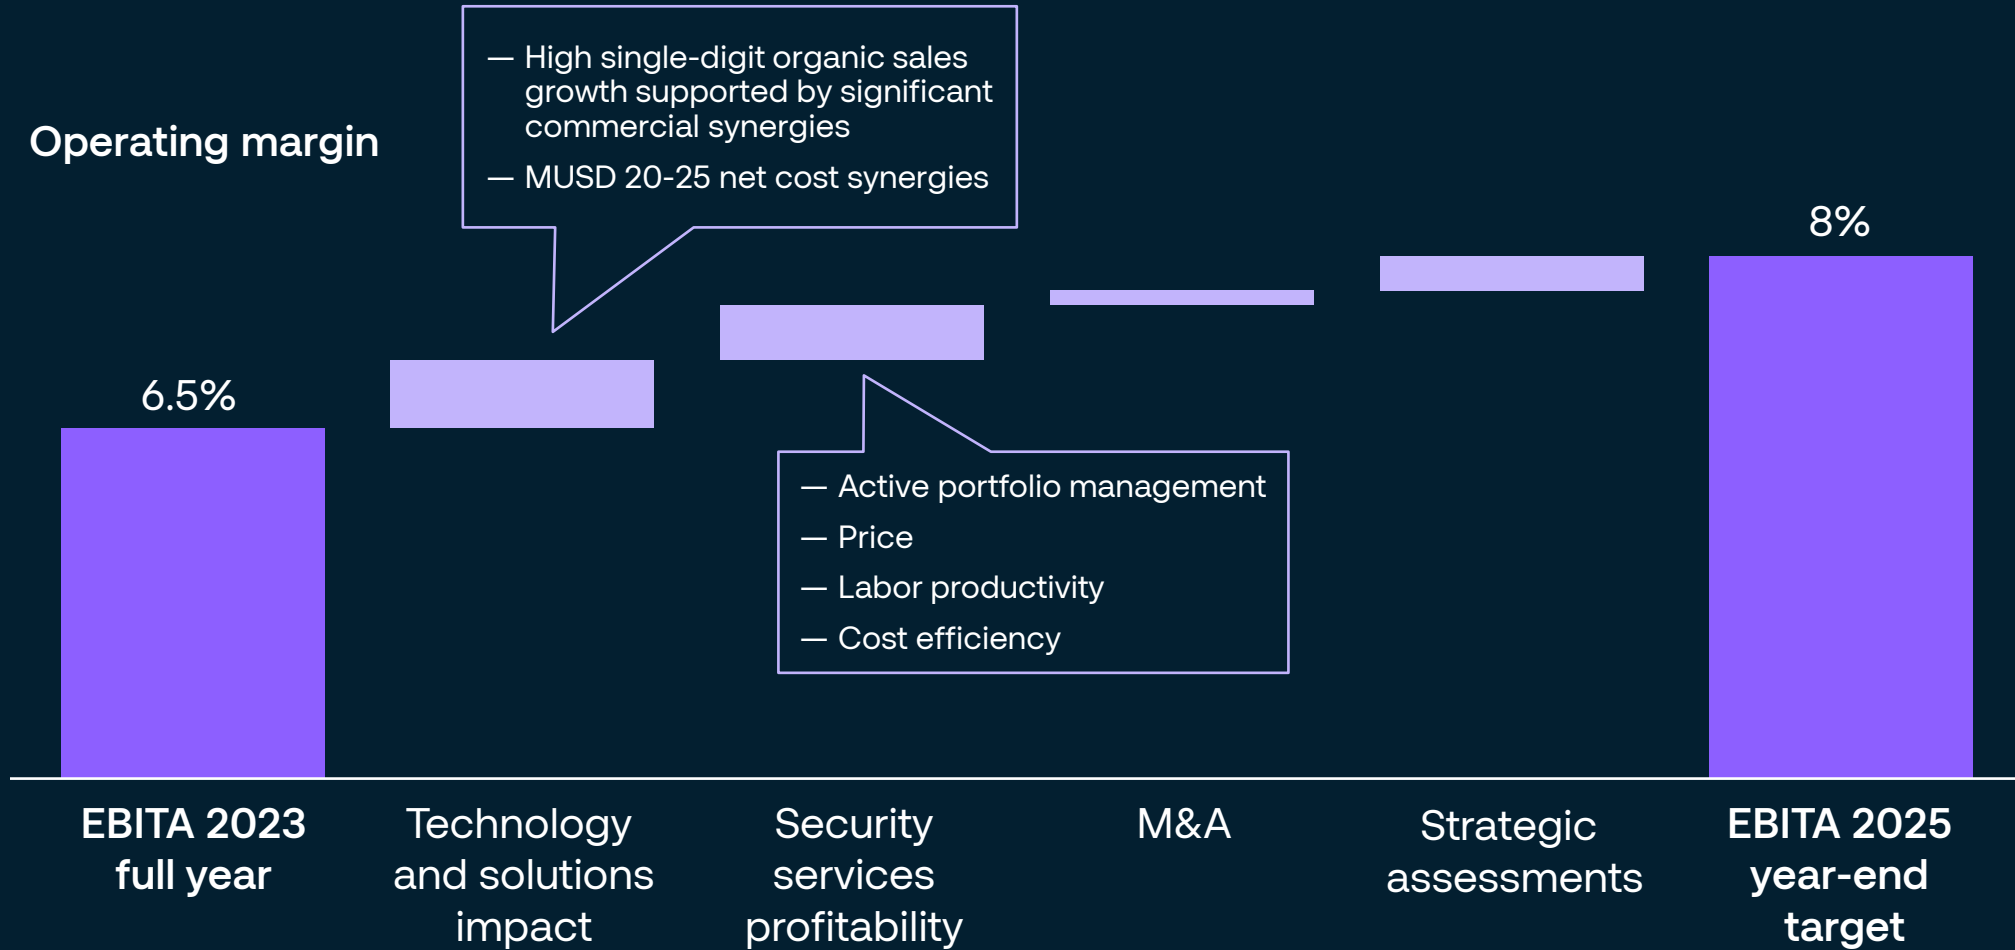 Operating margin
— High single-digit organic sales
growth supported by significant
commercial synergies
— MUSD 20-25 net cost synergies
8%
6.5%
— Active portfolio management
— Price
— Labor productivity
— Cost efficiency
EBITA 2023
full year
Technology
and solutions
impact
Security
services
profitability
M&A
Strategic
assessments
EBITA 2025
year-end
target